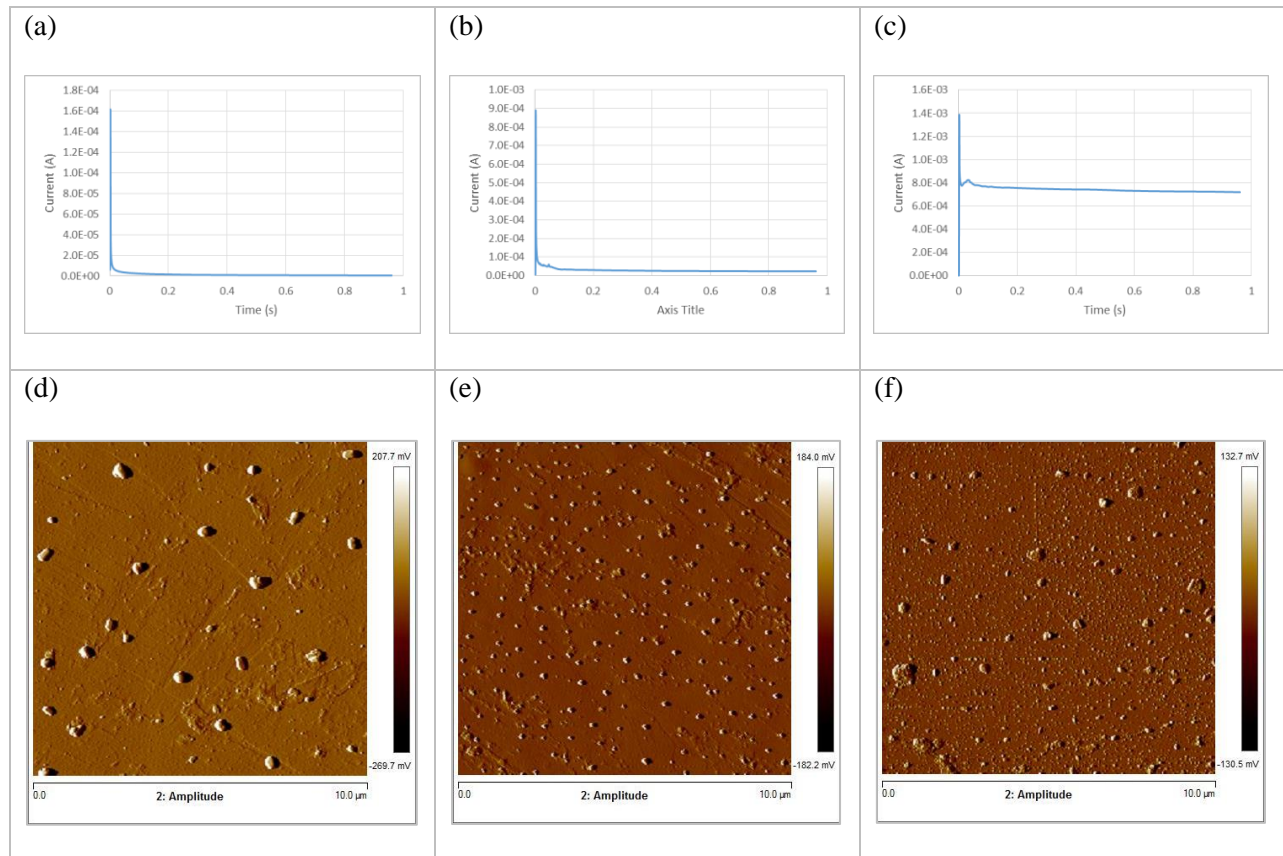 (a)
1.8E-04
1.6E-04
1.4E-04
1.2E-04
1.0E-04
8.0E-05
6.0E-05
4.0E-05
2.0E-05
0.0E+00
Current (A)
0 0.2 0.4 0.6 0.8 1
Time (s)
(b)
1.0E-03
9.0E-04
8.0E-04
7.0E-04
6.0E-04
5.0E-04
4.0E-04
3.0E-04
2.0E-04
1.0E-04
0.0E+00
Current (A)
0 0.2 0.4 0.6 0.8 1
Axis Title
(c)
1.6E-03
1.4E-03
1.2E-03
1.0E-03
8.0E-04
6.0E-04
4.0E-04
2.0E-04
0.0E+00
Current (A)
0 0.2 0.4 0.6 0.8 1
Time (s)
(d)
207.7 mV
-269.7 mV
0.0 2: Amplitude 10.0 µm
(e)
184.0 mV
-182.2 mV
0.0 2: Amplitude 10.0 µm
(f)
132.7 mV
-130.5 mV
0.0 2: Amplitude 10.0 µm